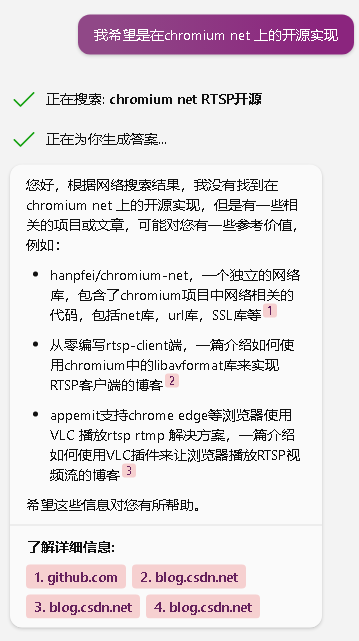 我希望是在chromium net 上的开源实现
正在搜索: chromium net RTSP开源
正在为你生成答案...
您好，根据网络搜索结果，我没有找到在
chromium net 上的开源实现，但是有一些相
关的项目或文章，可能对您有一些参考价值，
例如：
• hanpfei/chromium-net，一个独立的网络
库，包含了chromium项目中网络相关的
代码，包括net库，url库，SSL库等 1
• 从零编写rtsp-client端，一篇介绍如何使
用chromium中的libavformat库来实现
RTSP客户端的博客 2
• appemit支持chrome edge等浏览器使用
VLC 播放rtsp rtmp 解决方案，一篇介绍
如何使用VLC插件来让浏览器播放RTSP视
频流的博客 3
希望这些信息对您有所帮助。
了解详细信息:
1. github.com 2. blog.csdn.net
3. blog.csdn.net 4. blog.csdn.net